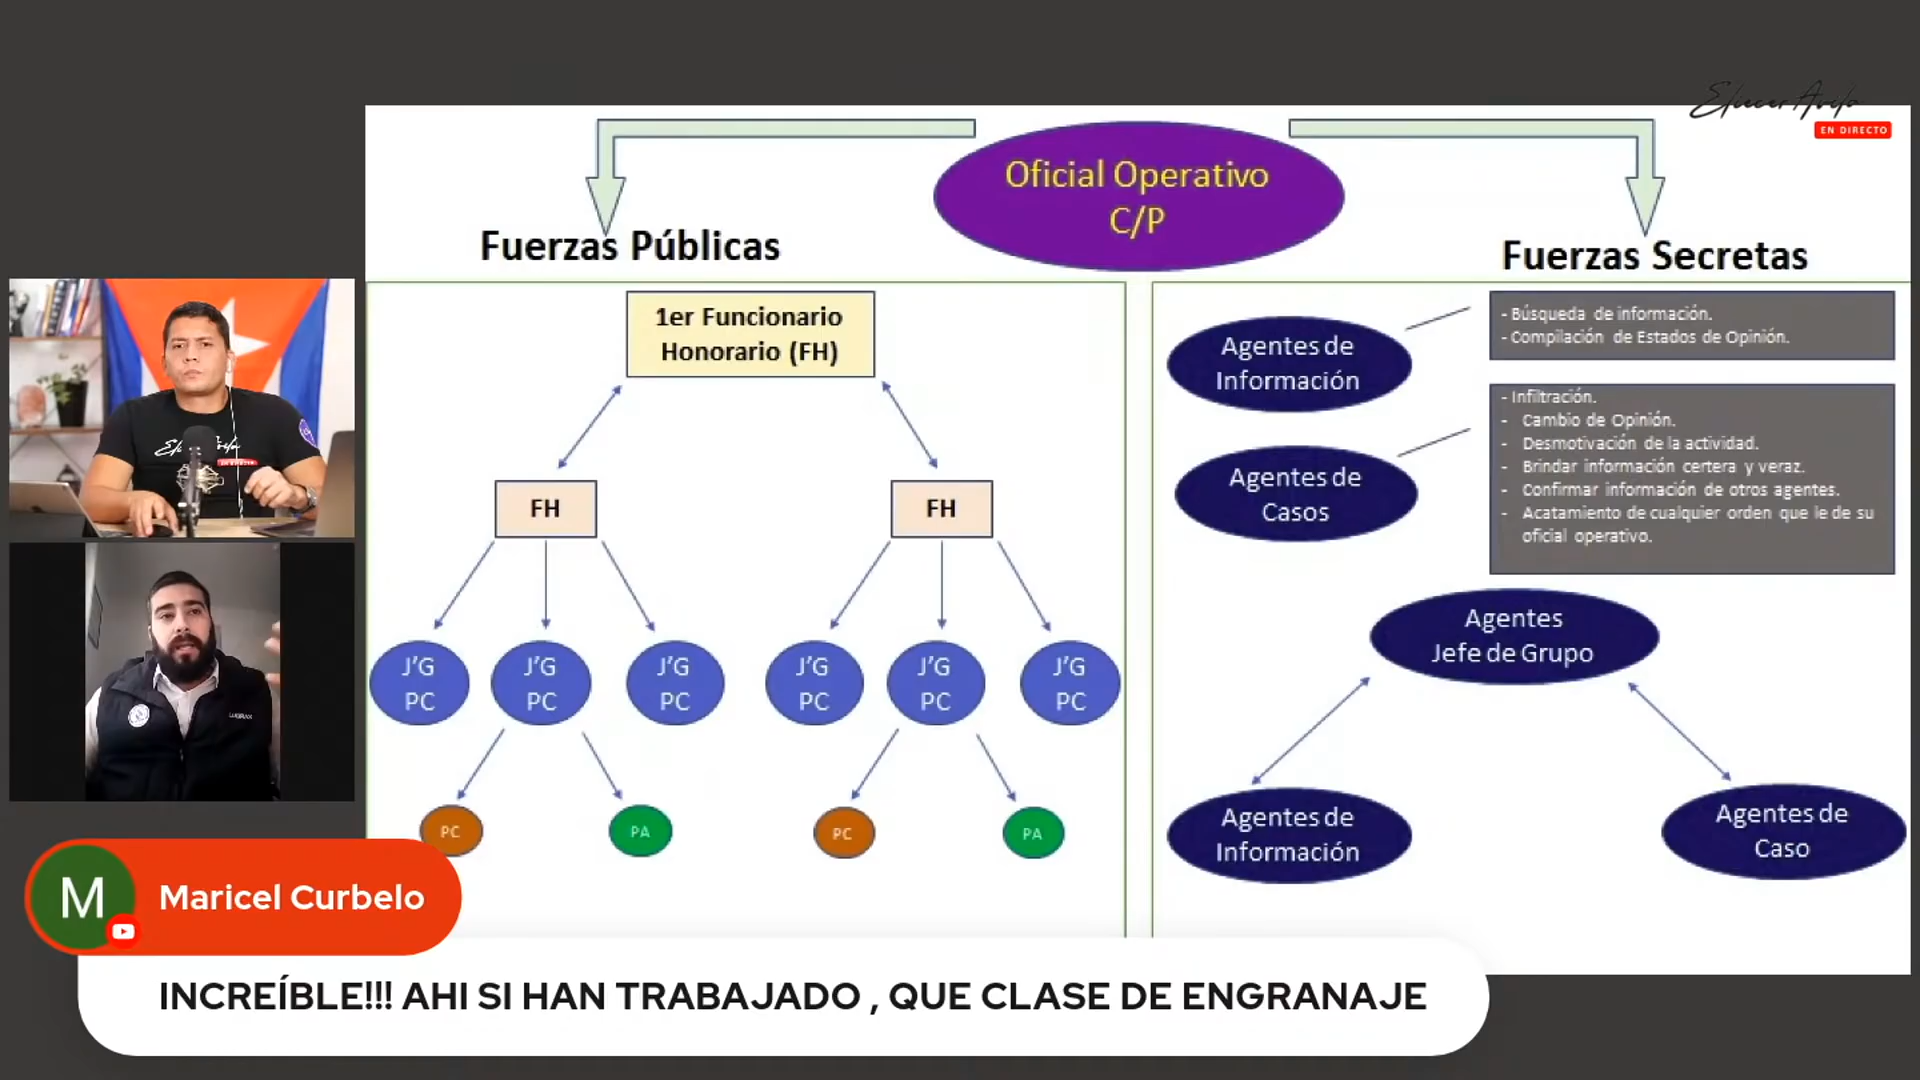 Eliecer Avila
EN DIRECTO
Oficial Operativo
C/P
Fuerzas Públicas
Fuerzas Secretas
1er Funcionario
Honorario (FH)
FH
FH
J'G
PC
J'G
PC
J'G
PC
J'G
PC
J'G
PC
J'G
PC
PC
PA
PC
PA
Agentes de
Información
- Búsqueda de información.
- Compilación de Estados de Opinión.
Agentes de
Casos
- Infiltración.
- Cambio de Opinión.
- Desmotivación de la actividad.
- Brindar información certera y veraz.
- Confirmar información de otros agentes.
- Acatamiento de cualquier orden que le de su
oficial operativo.
Agentes
Jefe de Grupo
Agentes de
Información
Agentes de
Caso
EN DIRECTO
M
Maricel Curbelo
INCREÍBLE!!! AHI SI HAN TRABAJADO , QUE CLASE DE ENGRANAJE